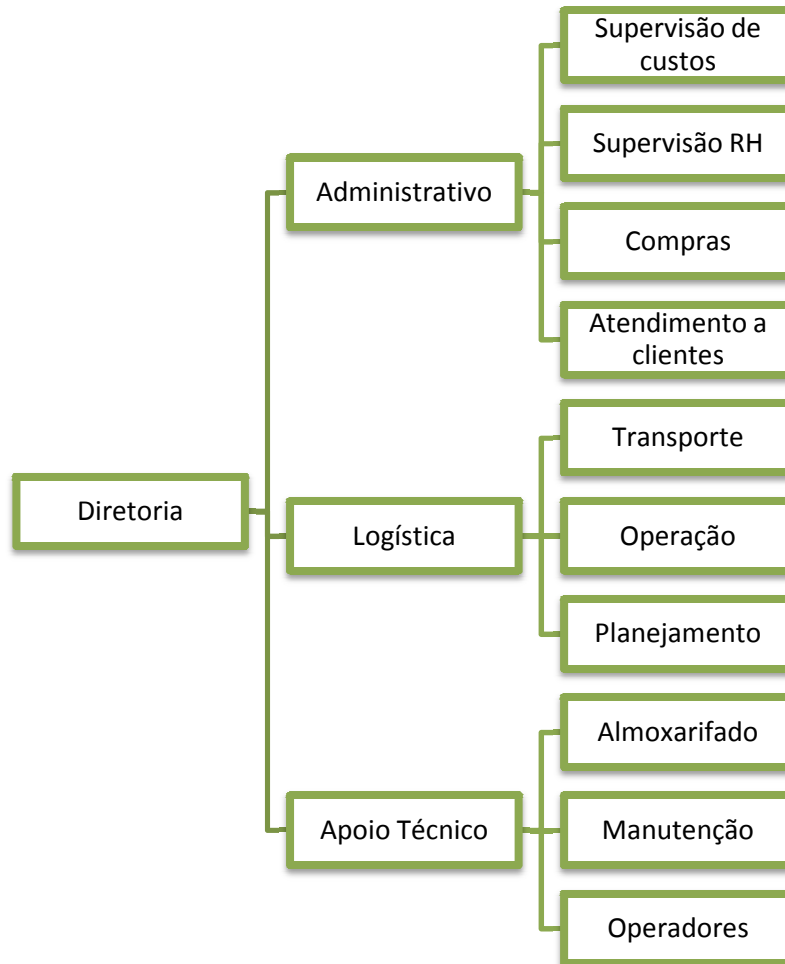 Diretoria
Administrativo
Supervisão de
custos
Supervisão RH
Compras
Atendimento a
clientes
Logística
Transporte
Operação
Planejamento
Apoio Técnico
Almoxarifado
Manutenção
Operadores